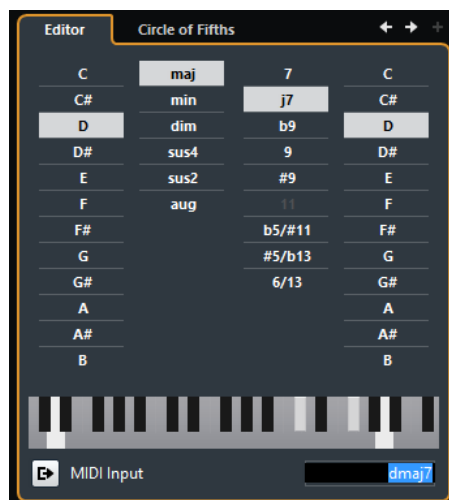 Editor Circle of Fifths
C maj 7 C
C# min j7 C#
D dim b9 D
D# sus4 9 D#
E sus2 #9 E
F aug 11 F
F# b5/#11 F#
G #5/b13 G
G# 6/13 G#
A A
A# A#
B B
MIDI Input dmaj7